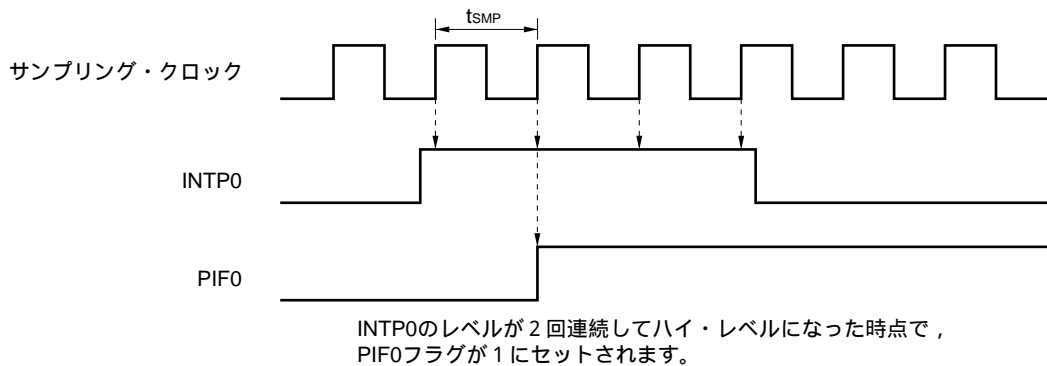 tSMP
サンプリング・クロック
INTP0
PIF0
INTP0のレベルが2回連続してハイ・レベルになった時点で，
PIF0フラグが1にセットされます。